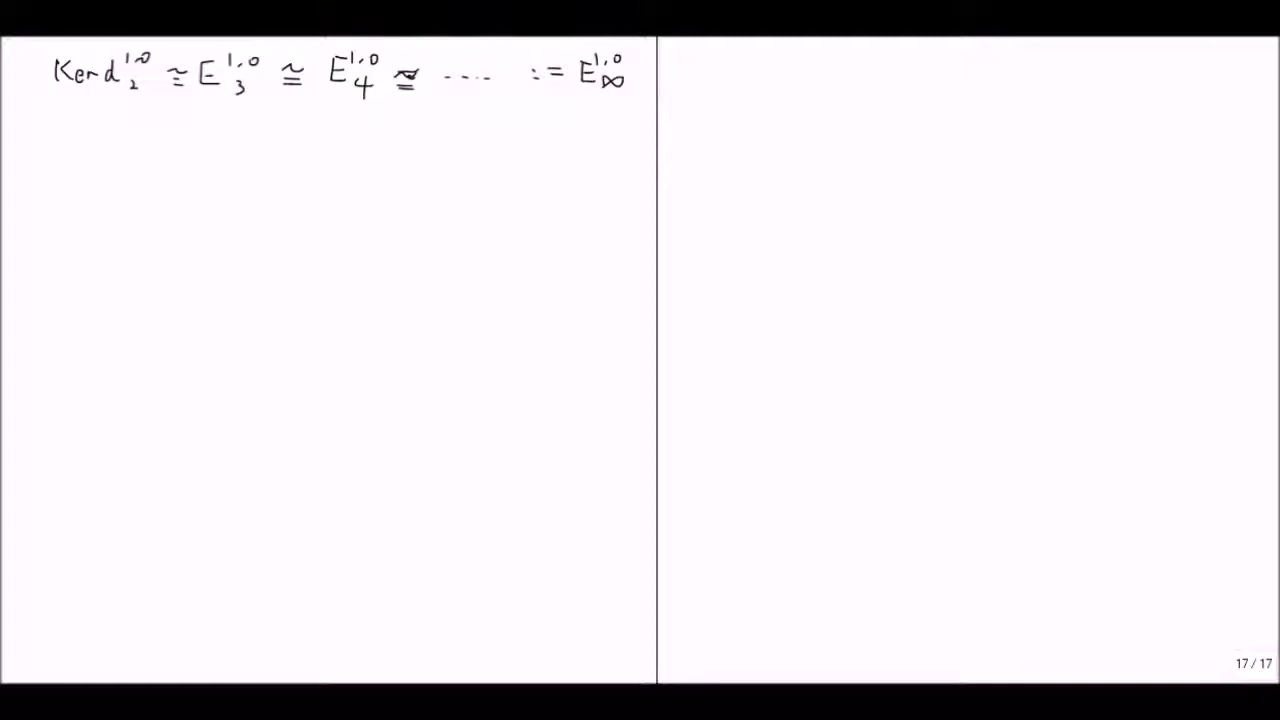 Ker d₂^{1,0} ≅ E₃^{1,0} ≅ E₄^{1,0} ≅ .... := E_∞^{1,0}
17 / 17